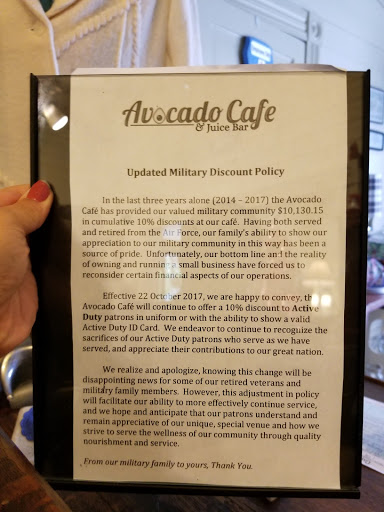 Avocado Cafe
& Juice Bar
Updated Military Discount Policy
In the last three years alone (2014 – 2017) the Avocado
Café has provided our valued military community $10,130.15
in cumulative 10% discounts at our café. Having both served
and retired from the Air Force, our family's ability to show our
appreciation to our military community in this way has been a
source of pride. Unfortunately, our bottom line and the reality
of owning and running a small business have forced us to
reconsider certain financial aspects of our operations.
Effective 22 October 2017, we are happy to convey, the
Avocado Café will continue to offer a 10% discount to Active
Duty patrons in uniform or with the ability to show a valid
Active Duty ID Card. We endeavor to continue to recognize the
sacrifices of our Active Duty patrons who serve as we have
served, and appreciate their contributions to our great nation.
We realize and apologize, knowing this change will be
disappointing news for some of our retired veterans and
military family members. However, this adjustment in policy
will facilitate our ability to more effectively continue service,
and we hope and anticipate that our patrons understand and
remain appreciative of our unique, special venue and how we
strive to serve the wellness of our community through quality
nourishment and service.
From our military family to yours, Thank You.